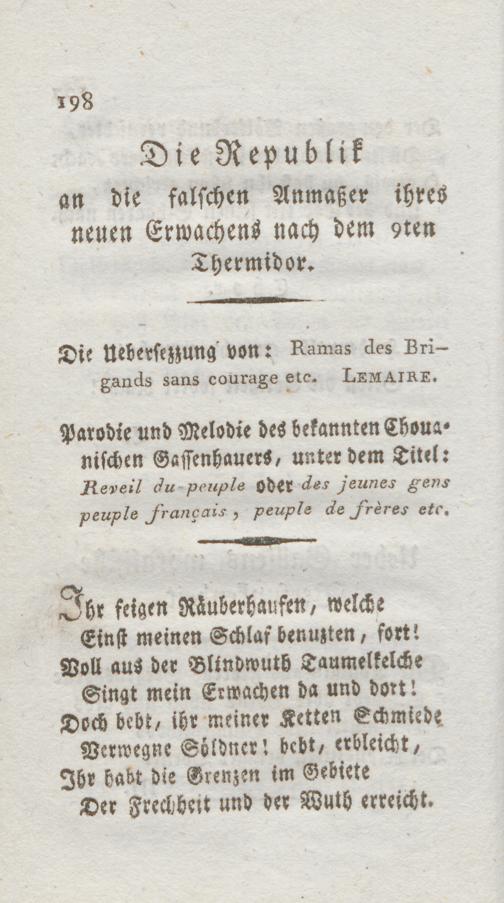 198
Die Republik
an die falschen Anmaßer ihres
neuen Erwachens nach dem 9ten
Thermidor.
Die Uebersezzung von: Ramas des Bri-
gands sans courage etc. LEMAIRE.
Parodie und Melodie des bekannten Choua-
nischen Gassenhauers, unter dem Titel:
Reveil du peuple oder des jeunes gens
peuple français, peuple de frères etc.
Ihr feigen Räuberhaufen, welche
Einst meinen Schlaf benuzten, fort!
Voll aus der Blindwuth Taumelkelche
Singt mein Erwachen da und dort!
Doch bebt, ihr meiner Ketten Schmiede
Verwegne Söldner! bebt, erbleicht,
Ihr habt die Grenzen im Gebiete
Der Frechheit und der Wuth erreicht.